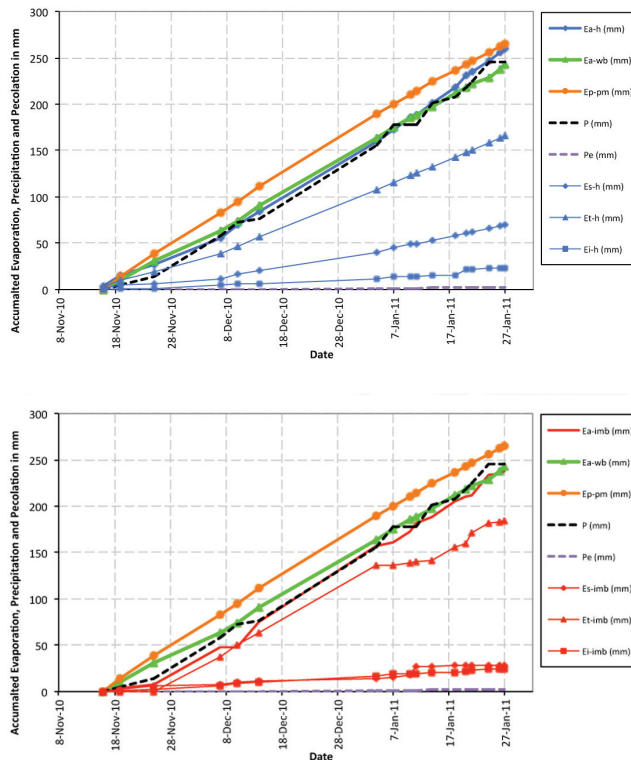 Accumalted Evaporation, Precipitation and Pecolation in mm
300
250
200
150
100
50
0
8-Nov-10
18-Nov-10
28-Nov-10
8-Dec-10
18-Dec-10
28-Dec-10
7-Jan-11
17-Jan-11
27-Jan-11
Date
Ea-h (mm)
Ea-wb (mm)
Ep-pm (mm)
P (mm)
Pe (mm)
Es-h (mm)
Et-h (mm)
Ei-h (mm)
Accumalted Evaporation, Precipitation and Pecolation in mm
300
250
200
150
100
50
0
8-Nov-10
18-Nov-10
28-Nov-10
8-Dec-10
18-Dec-10
28-Dec-10
7-Jan-11
17-Jan-11
27-Jan-11
Date
Ea-imb (mm)
Ea-wb (mm)
Ep-pm (mm)
P (mm)
Pe (mm)
Es-imb (mm)
Et-imb (mm)
Ei-imb (mm)